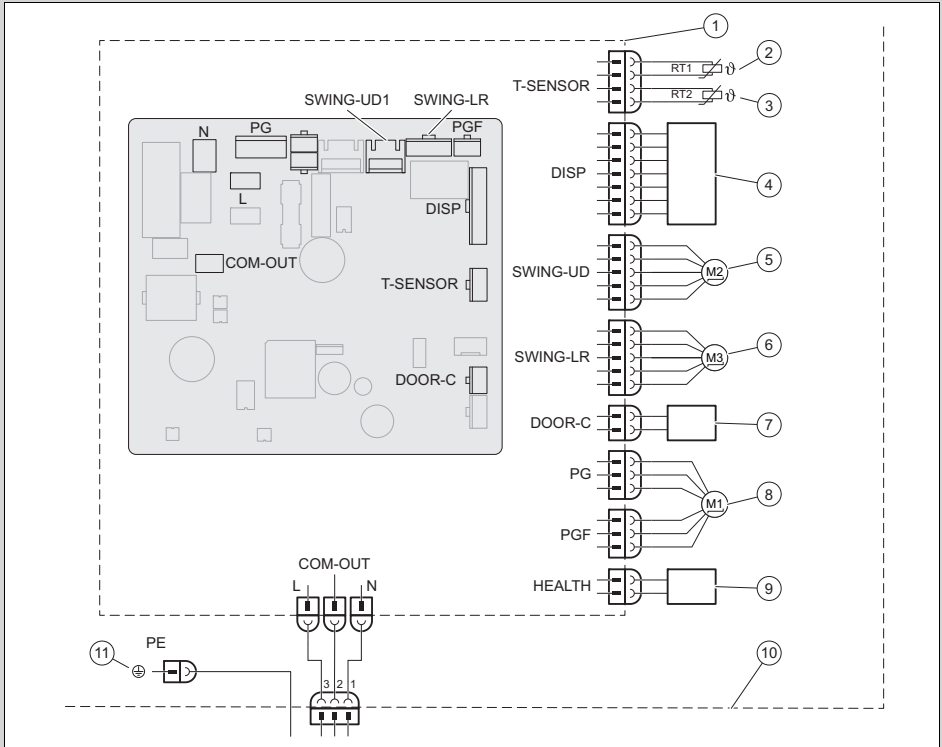 1
2
RT1 ϑ
T-SENSOR
RT2 ϑ
3
SWING-UD1 SWING-LR
N PG PGF
L
DISP
DISP
4
COM-OUT
SWING-UD
M2
5
T-SENSOR
SWING-LR
M3
6
DOOR-C
DOOR-C
7
PG
M1
8
PGF
COM-OUT
L N
HEALTH
9
PE
11
10
3 2 1